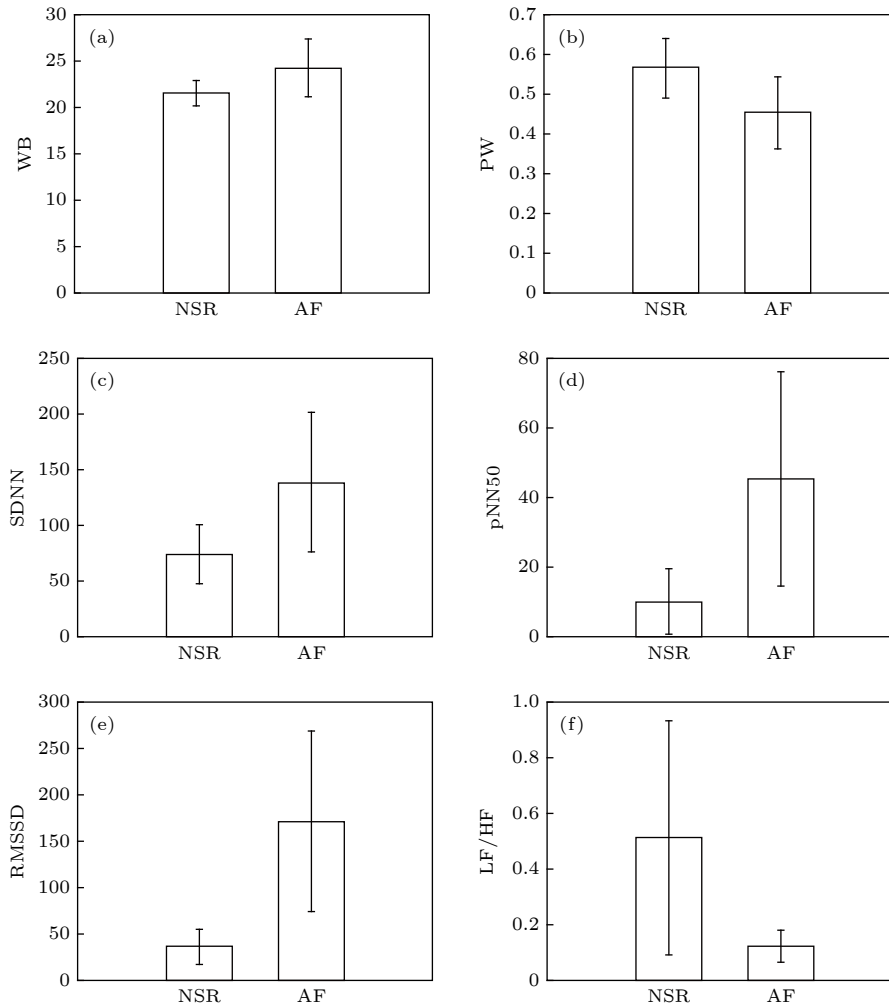 (a)
WB
30
25
20
15
10
5
0
NSR AF
(b)
PW
0.7
0.6
0.5
0.4
0.3
0.2
0.1
0
NSR AF
(c)
SDNN
250
200
150
100
50
0
NSR AF
(d)
pNN50
80
60
40
20
0
NSR AF
(e)
RMSSD
300
250
200
150
100
50
0
NSR AF
(f)
LF/HF
1.0
0.8
0.6
0.4
0.2
0
NSR AF